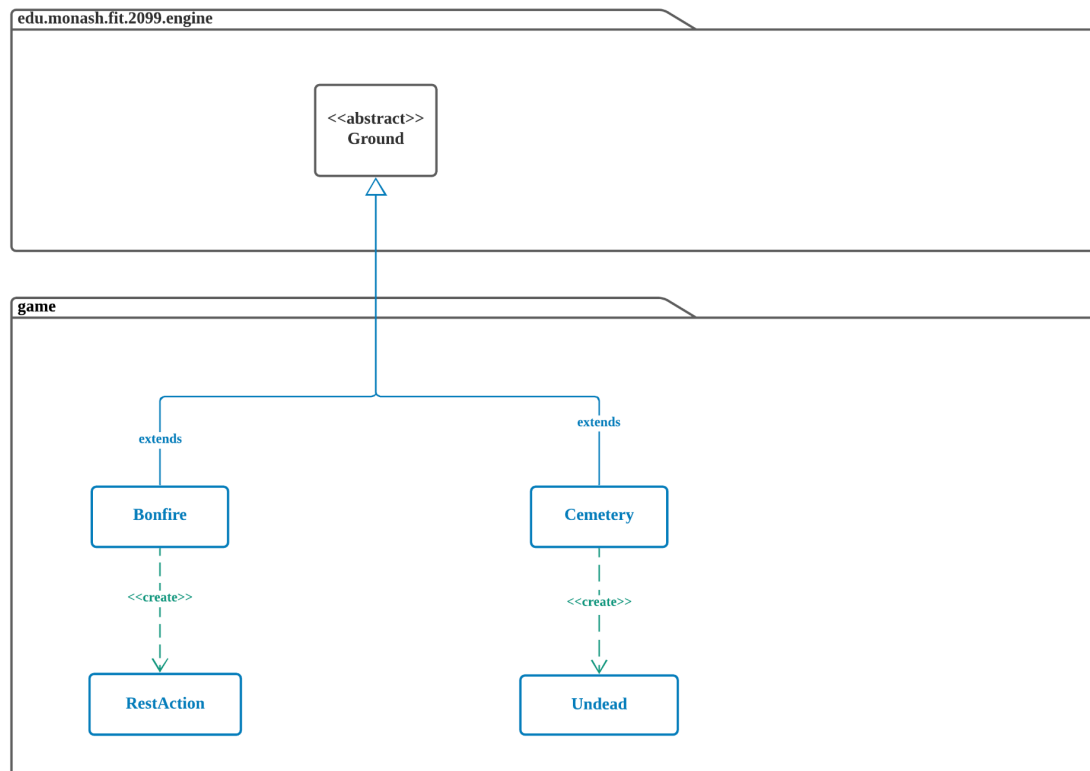 edu.monash.fit.2099.engine
<<abstract>>
Ground
game
extends
extends
Bonfire
Cemetery
<<create>>
<<create>>
RestAction
Undead